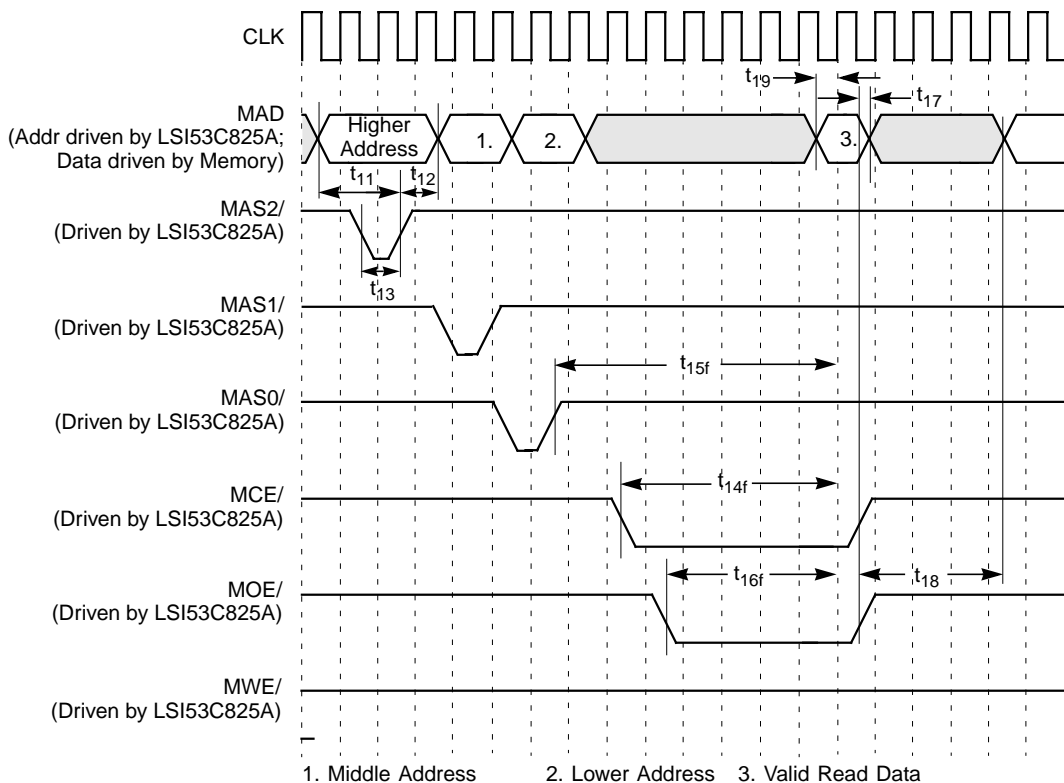 CLK
t19
t17
MAD
(Addr driven by LSI53C825A;
Data driven by Memory)
Higher
Address
1.
2.
3.
t11
t12
MAS2/
(Driven by LSI53C825A)
t13
MAS1/
(Driven by LSI53C825A)
t15f
MAS0/
(Driven by LSI53C825A)
t14f
MCE/
(Driven by LSI53C825A)
t16f
t18
MOE/
(Driven by LSI53C825A)
MWE/
(Driven by LSI53C825A)
1. Middle Address 2. Lower Address 3. Valid Read Data